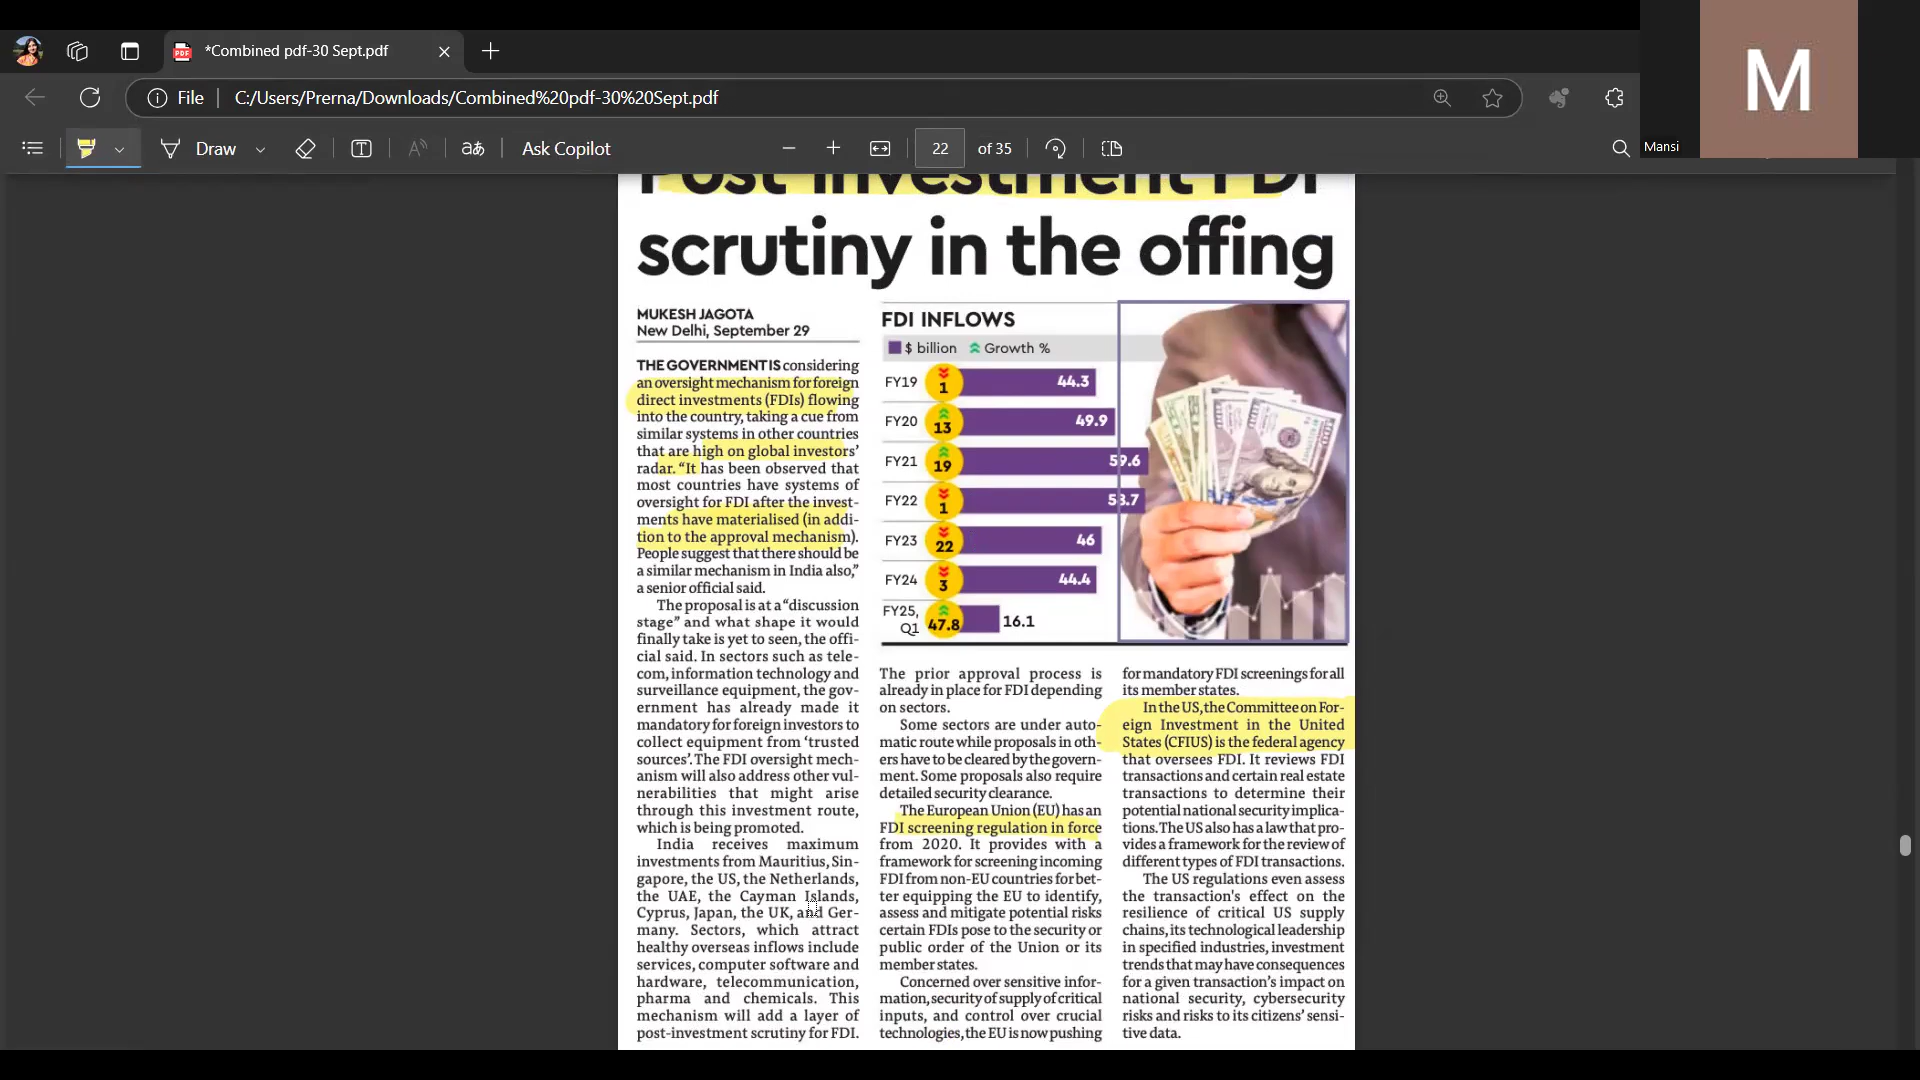 *Combined pdf-30 Sept.pdf
File
C:/Users/Prerna/Downloads/Combined%20pdf-30%20Sept.pdf
Draw
Ask Copilot
22 of 35
M
Mansi
Post-investment FDI
scrutiny in the offing
MUKESH JAGOTA
New Delhi, September 29
THE GOVERNMENT IS considering
an oversight mechanism for foreign
direct investments (FDIs) flowing
into the country, taking a cue from
similar systems in other countries
that are high on global investors'
radar. "It has been observed that
most countries have systems of
oversight for FDI after the invest-
ments have materialised (in addi-
tion to the approval mechanism).
People suggest that there should be
a similar mechanism in India also,"
a senior official said.
The proposal is at a "discussion
stage" and what shape it would
finally take is yet to seen, the offi-
cial said. In sectors such as tele-
com, information technology and
surveillance equipment, the gov-
ernment has already made it
mandatory for foreign investors to
collect equipment from 'trusted
sources'. The FDI oversight mech-
anism will also address other vul-
nerabilities that might arise
through this investment route,
which is being promoted.
India receives maximum
investments from Mauritius, Sin-
gapore, the US, the Netherlands,
the UAE, the Cayman Islands,
Cyprus, Japan, the UK, and Ger-
many. Sectors, which attract
healthy overseas inflows include
services, computer software and
hardware, telecommunication,
pharma and chemicals. This
mechanism will add a layer of
post-investment scrutiny for FDI.
FDI INFLOWS
$ billion Growth %
FY19 1 44.3
FY20 13 49.9
FY21 19 59.6
FY22 1 58.7
FY23 22 46
FY24 3 44.4
FY25, Q1 47.8 16.1
The prior approval process is
already in place for FDI depending
on sectors.
Some sectors are under auto-
matic route while proposals in oth-
ers have to be cleared by the govern-
ment. Some proposals also require
detailed security clearance.
The European Union (EU) has an
FDI screening regulation in force
from 2020. It provides with a
framework for screening incoming
FDI from non-EU countries for bet-
ter equipping the EU to identify,
assess and mitigate potential risks
certain FDIs pose to the security or
public order of the Union or its
member states.
Concerned over sensitive infor-
mation, security of supply of critical
inputs, and control over crucial
technologies, the EU is now pushing
for mandatory FDI screenings for all
its member states.
In the US, the Committee on For-
eign Investment in the United
States (CFIUS) is the federal agency
that oversees FDI. It reviews FDI
transactions and certain real estate
transactions to determine their
potential national security implica-
tions. The US also has a law that pro-
vides a framework for the review of
different types of FDI transactions.
The US regulations even assess
the transaction's effect on the
resilience of critical US supply
chains, its technological leadership
in specified industries, investment
trends that may have consequences
for a given transaction's impact on
national security, cybersecurity
risks and risks to its citizens' sensi-
tive data.